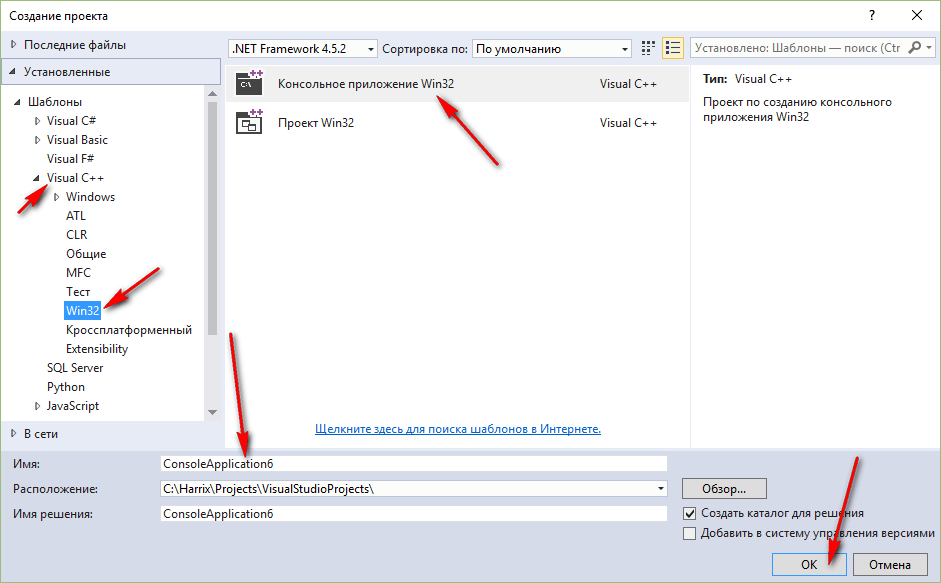 Создание проекта
?
Последние файлы
.NET Framework 4.5.2
Сортировка по:
По умолчанию
Установлено: Шаблоны — поиск (Ctr
Установленные
Шаблоны
Visual C#
Visual Basic
Visual F#
Visual C++
Windows
ATL
CLR
Общие
MFC
Тест
Win32
Кроссплатформенный
Extensibility
SQL Server
Python
JavaScript
В сети
C:\
Консольное приложение Win32 Visual C++
Проект Win32 Visual C++
Щелкните здесь для поиска шаблонов в Интернете.
Тип: Visual C++
Проект по созданию консольного
приложения Win32
Имя: ConsoleApplication6
Расположение: C:\Harrix\Projects\VisualStudioProjects\
Обзор...
Имя решения: ConsoleApplication6
Создать каталог для решения
Добавить в систему управления версиями
ОК
Отмена